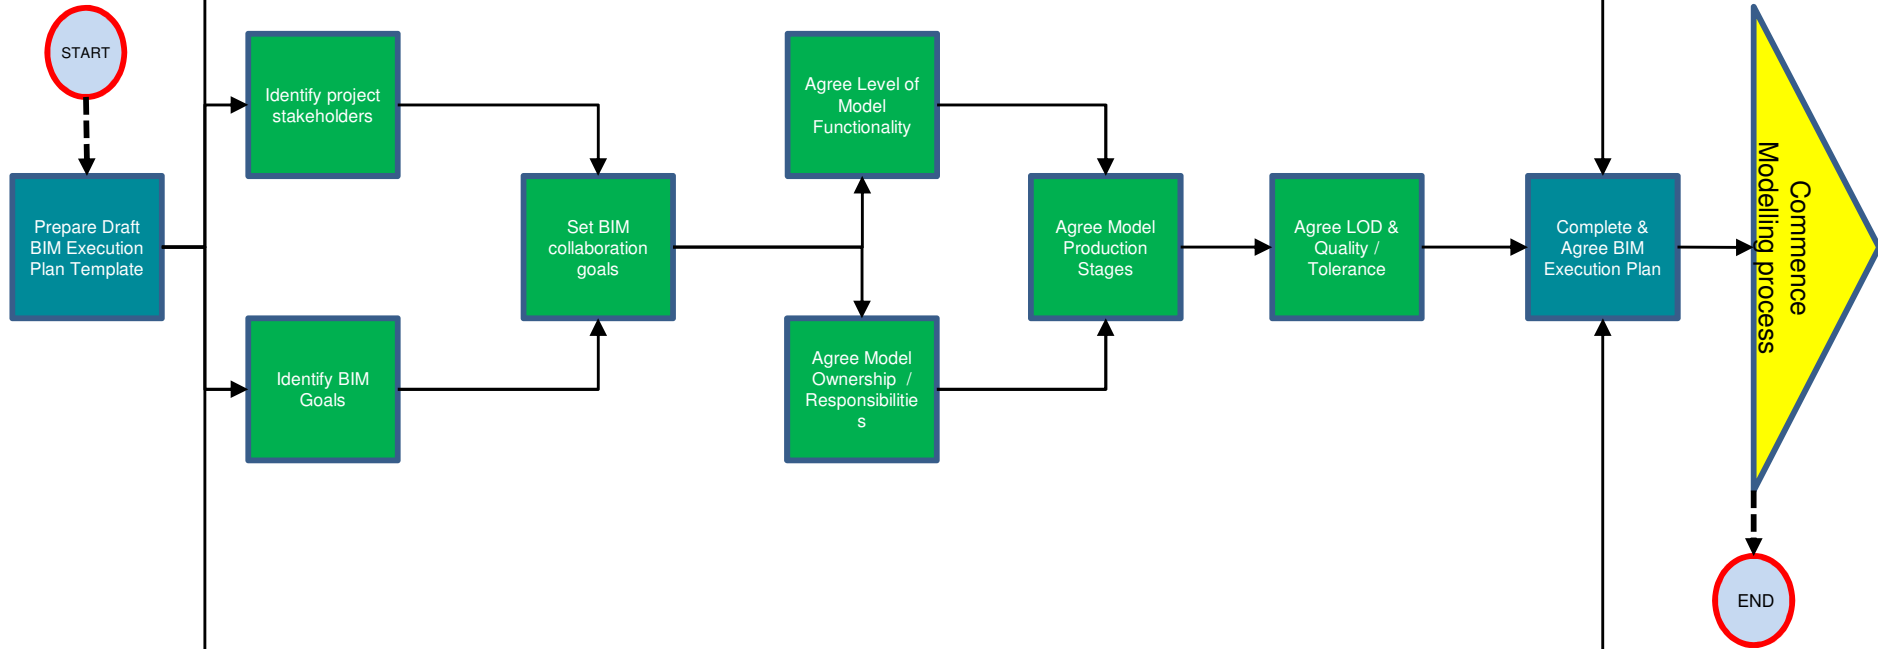 START
Prepare Draft
BIM Execution
Plan Template
Identify project
stakeholders
Identify BIM
Goals
Set BIM
collaboration
goals
Agree Level of
Model
Functionality
Agree Model
Ownership /
Responsibilitie
s
Agree Model
Production
Stages
Agree LOD &
Quality /
Tolerance
Complete &
Agree BIM
Execution Plan
Commence
Modelling process
END